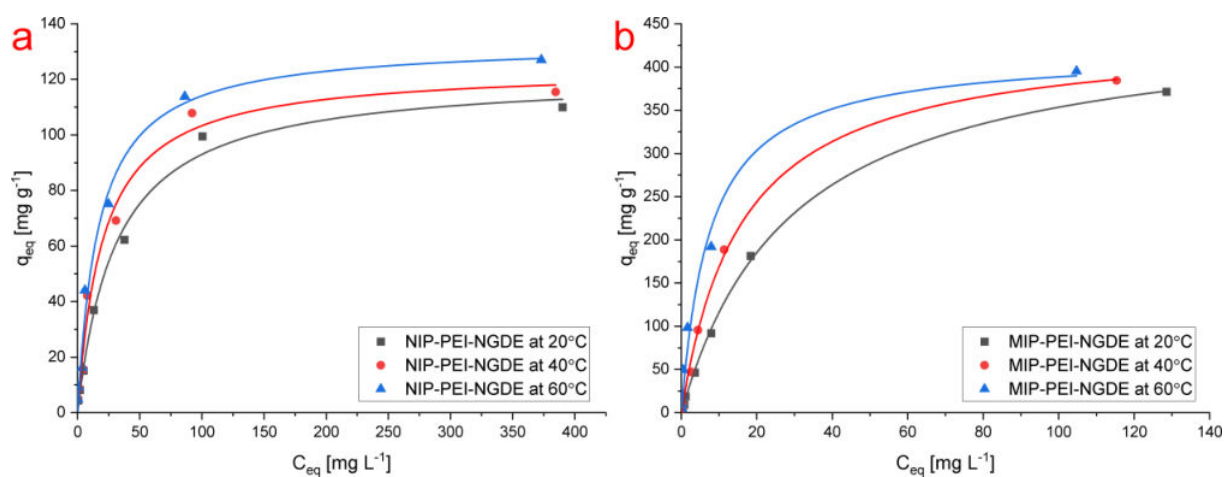 a
140
120
100
80
60
40
20
0
q_eq [mg g⁻¹]
0 50 100 150 200 250 300 350 400
C_eq [mg L⁻¹]
NIP-PEI-NGDE at 20°C
NIP-PEI-NGDE at 40°C
NIP-PEI-NGDE at 60°C
b
450
400
350
300
250
200
150
100
50
0
q_eq [mg g⁻¹]
0 20 40 60 80 100 120 140
C_eq [mg L⁻¹]
MIP-PEI-NGDE at 20°C
MIP-PEI-NGDE at 40°C
MIP-PEI-NGDE at 60°C